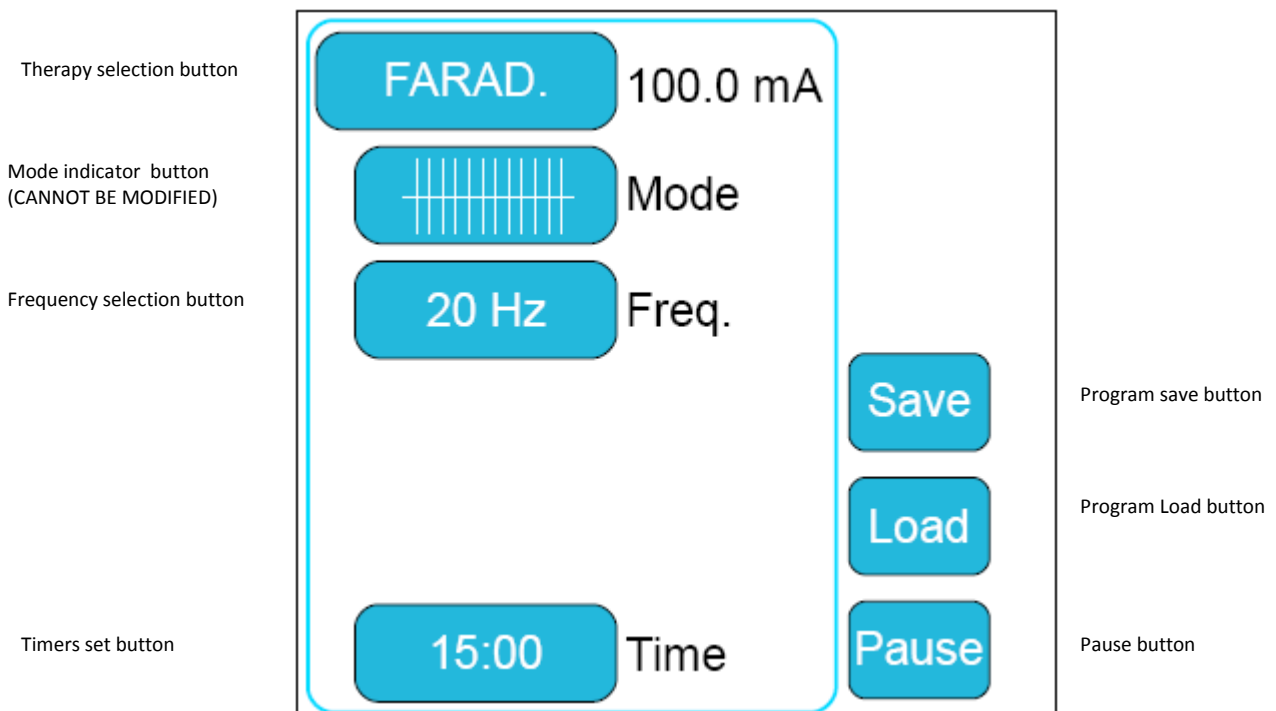 Therapy selection button
FARAD.
100.0 mA
Mode indicator button
(CANNOT BE MODIFIED)
Mode
Frequency selection button
20 Hz
Freq.
Save
Program save button
Load
Program Load button
Timers set button
15:00
Time
Pause
Pause button